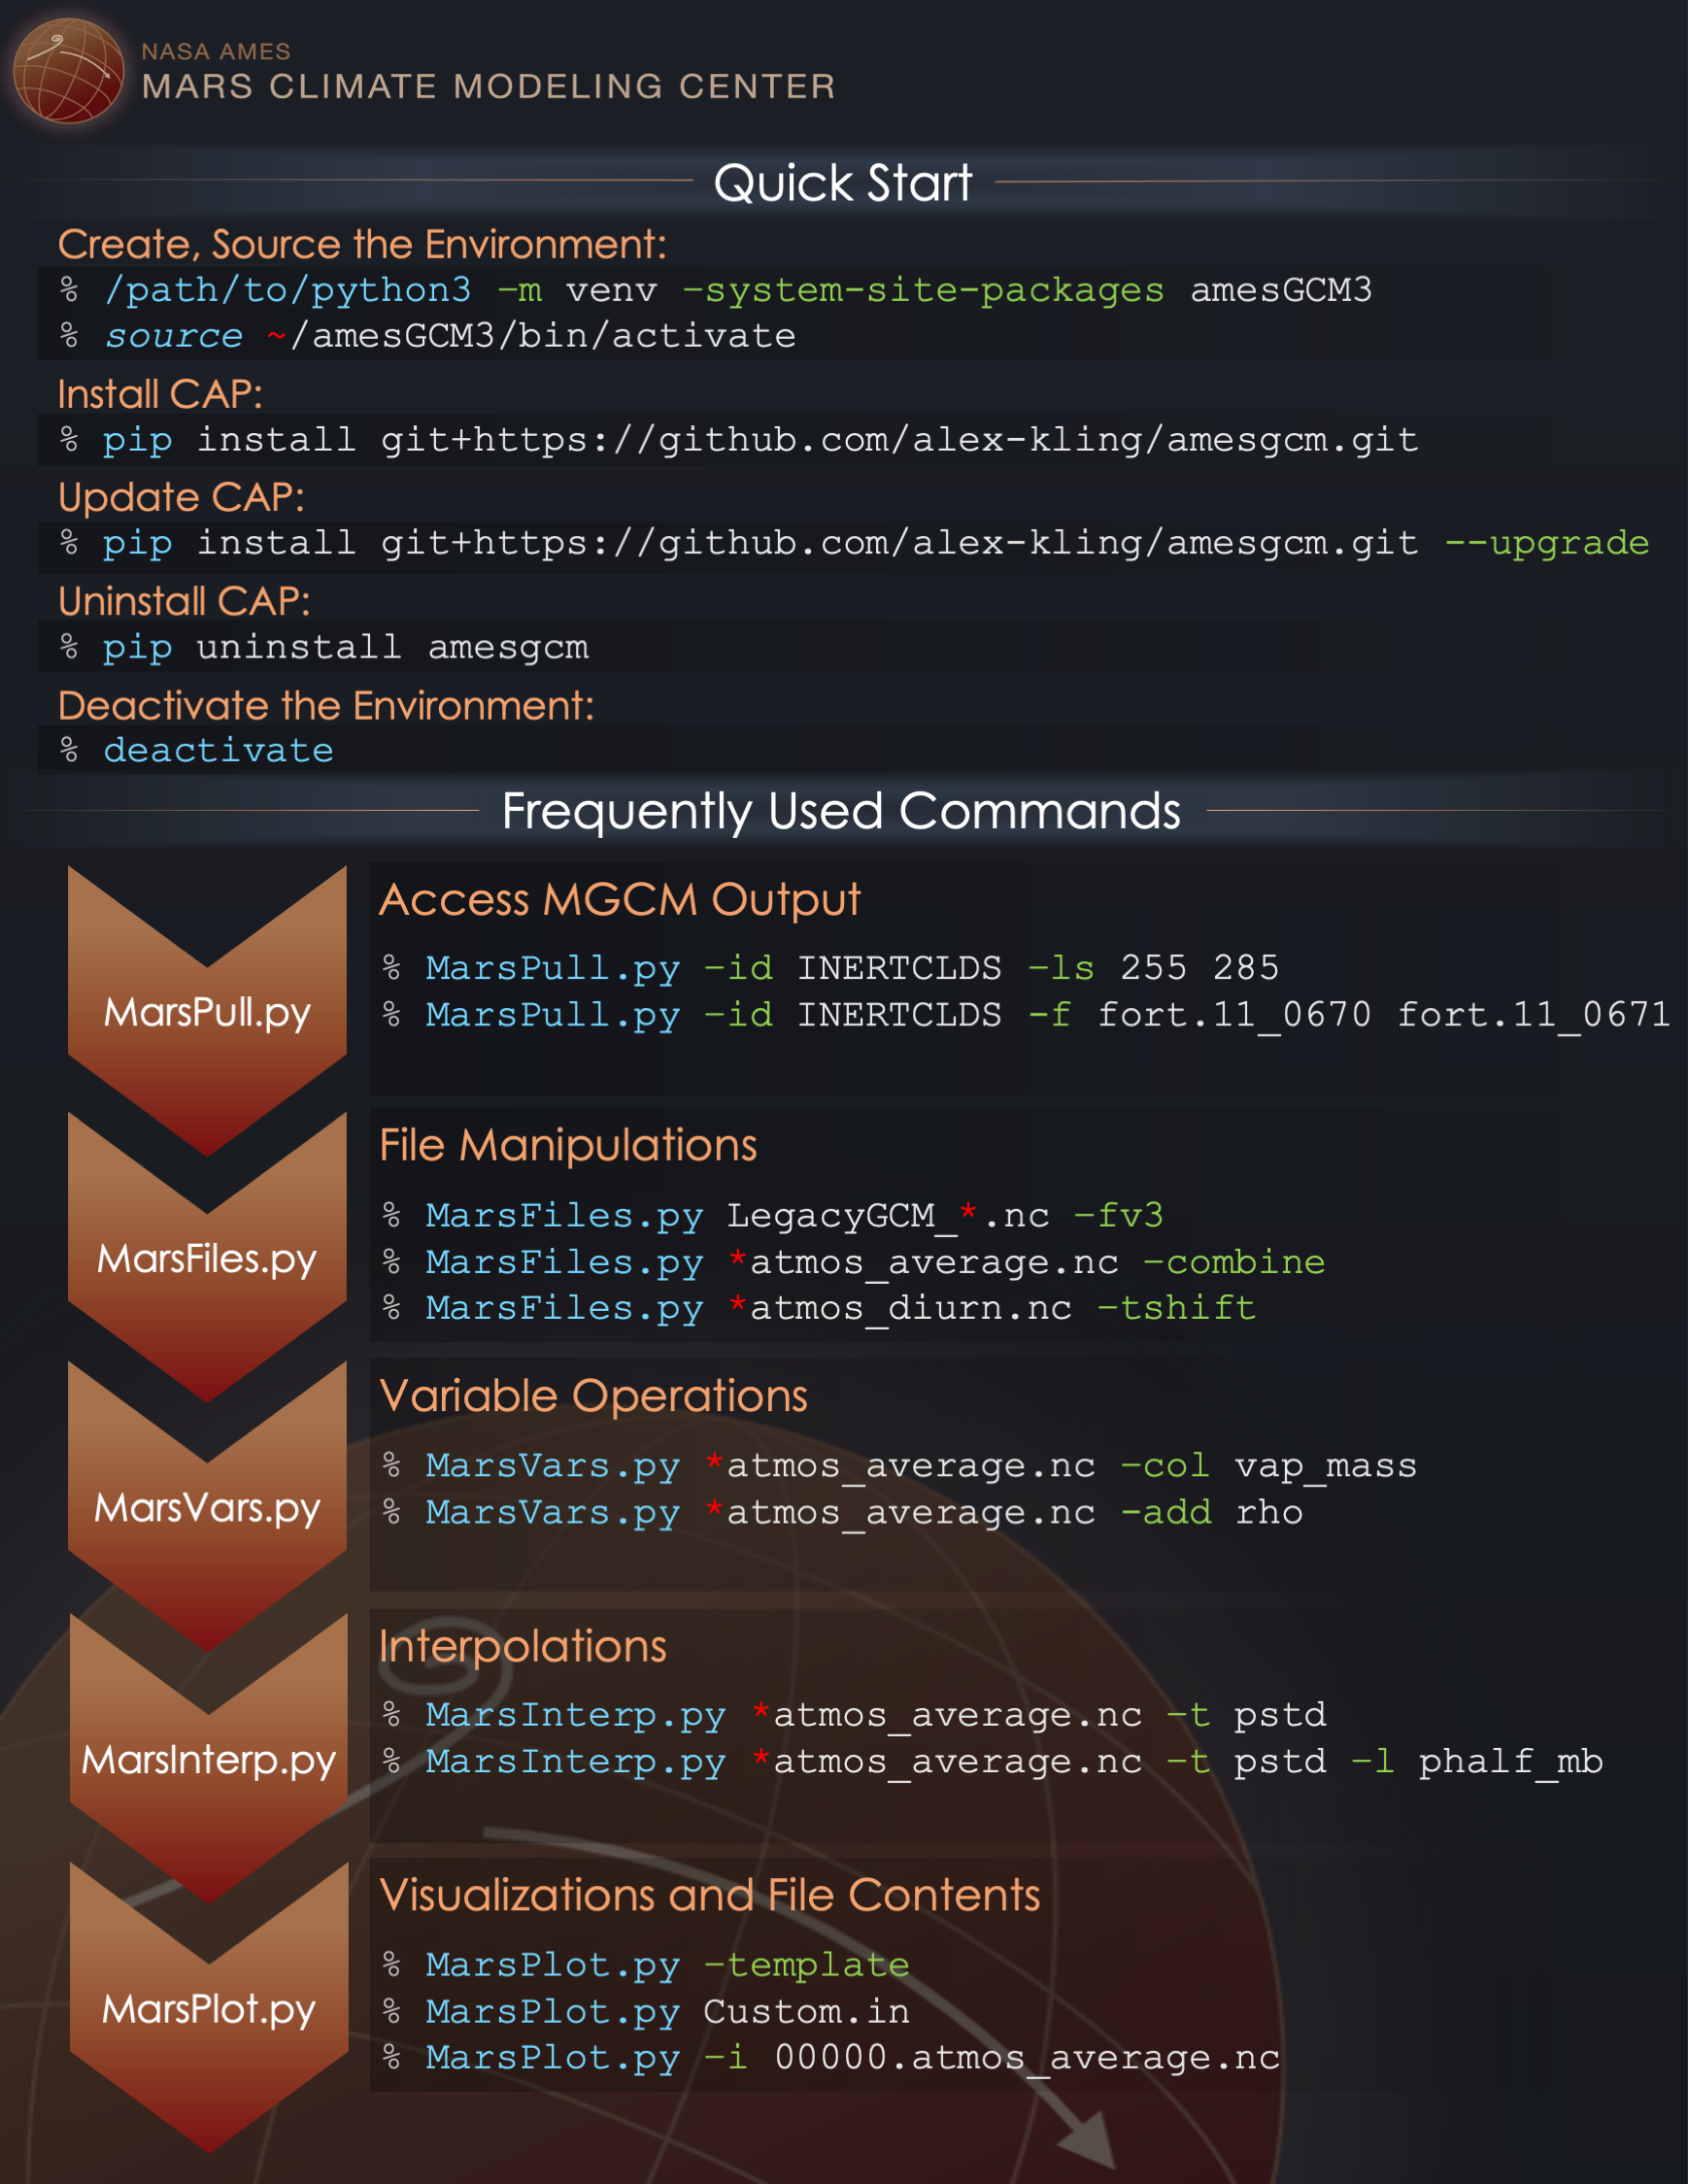 NASA AMES
MARS CLIMATE MODELING CENTER
Quick Start
Create, Source the Environment:
% /path/to/python3 –m venv –system-site-packages amesGCM3
% source ~/amesGCM3/bin/activate
Install CAP:
% pip install git+https://github.com/alex-kling/amesgcm.git
Update CAP:
% pip install git+https://github.com/alex-kling/amesgcm.git --upgrade
Uninstall CAP:
% pip uninstall amesgcm
Deactivate the Environment:
% deactivate
Frequently Used Commands
MarsPull.py
Access MGCM Output
% MarsPull.py –id INERTCLDS –ls 255 285
% MarsPull.py –id INERTCLDS -f fort.11_0670 fort.11_0671
MarsFiles.py
File Manipulations
% MarsFiles.py LegacyGCM_*.nc –fv3
% MarsFiles.py *atmos_average.nc –combine
% MarsFiles.py *atmos_diurn.nc –tshift
MarsVars.py
Variable Operations
% MarsVars.py *atmos_average.nc –col vap_mass
% MarsVars.py *atmos_average.nc -add rho
MarsInterp.py
Interpolations
% MarsInterp.py *atmos_average.nc –t pstd
% MarsInterp.py *atmos_average.nc –t pstd –l phalf_mb
MarsPlot.py
Visualizations and File Contents
% MarsPlot.py –template
% MarsPlot.py Custom.in
% MarsPlot.py –i 00000.atmos_average.nc